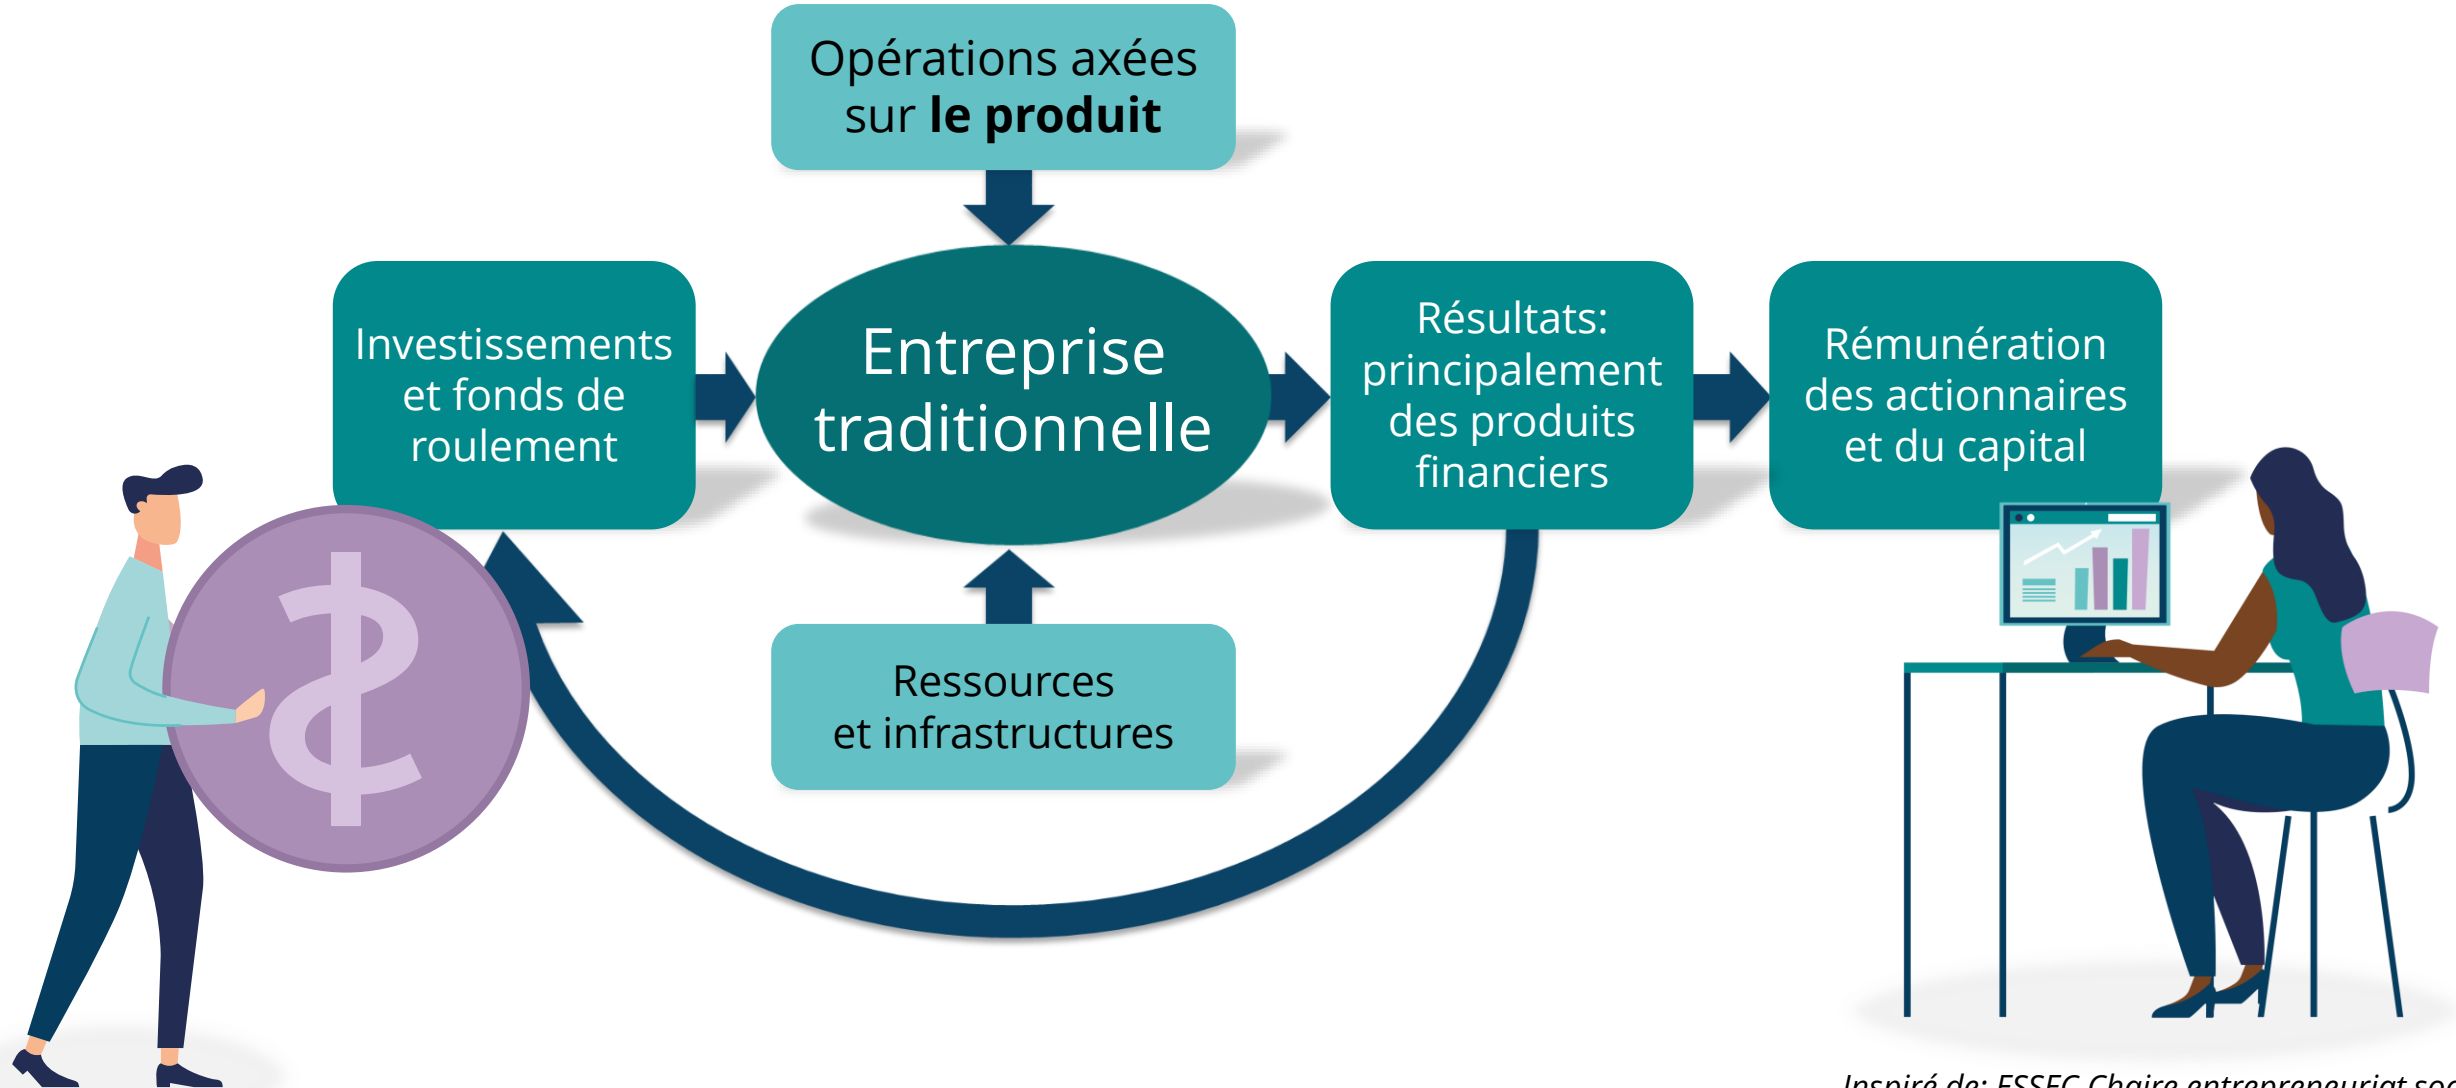 Opérations axées
sur le produit
Investissements
et fonds de
roulement
Entreprise
traditionnelle
Résultats:
principalement
des produits
financiers
Rémunération
des actionnaires
et du capital
Ressources
et infrastructures
Inspiré de: ESSEC Chaire entrepreneuriat